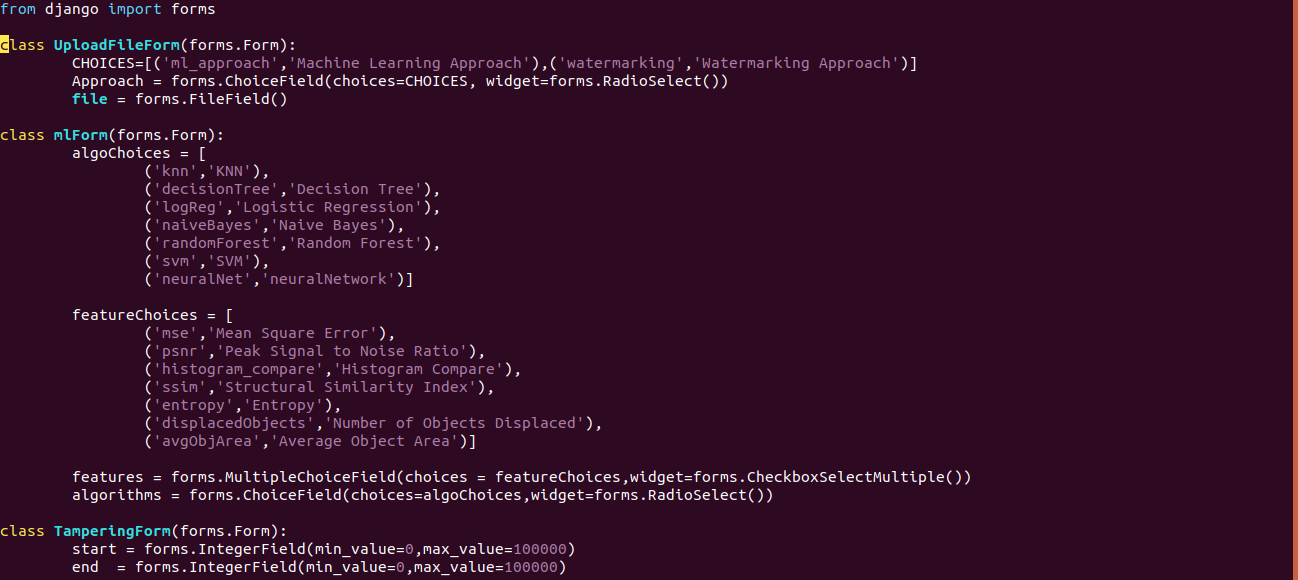 from django import forms
class UploadFileForm(forms.Form):
        CHOICES=[('ml_approach','Machine Learning Approach'),('watermarking','Watermarking Approach')]
        Approach = forms.ChoiceField(choices=CHOICES, widget=forms.RadioSelect())
        file = forms.FileField()
class mlForm(forms.Form):
        algoChoices = [
                ('knn','KNN'),
                ('decisionTree','Decision Tree'),
                ('logReg','Logistic Regression'),
                ('naiveBayes','Naive Bayes'),
                ('randomForest','Random Forest'),
                ('svm','SVM'),
                ('neuralNet','neuralNetwork')]
        featureChoices = [
                ('mse','Mean Square Error'),
                ('psnr','Peak Signal to Noise Ratio'),
                ('histogram_compare','Histogram Compare'),
                ('ssim','Structural Similarity Index'),
                ('entropy','Entropy'),
                ('displacedObjects','Number of Objects Displaced'),
                ('avgObjArea','Average Object Area')]
        features = forms.MultipleChoiceField(choices = featureChoices,widget=forms.CheckboxSelectMultiple())
        algorithms = forms.ChoiceField(choices=algoChoices,widget=forms.RadioSelect())
class TamperingForm(forms.Form):
        start = forms.IntegerField(min_value=0,max_value=100000)
        end  = forms.IntegerField(min_value=0,max_value=100000)